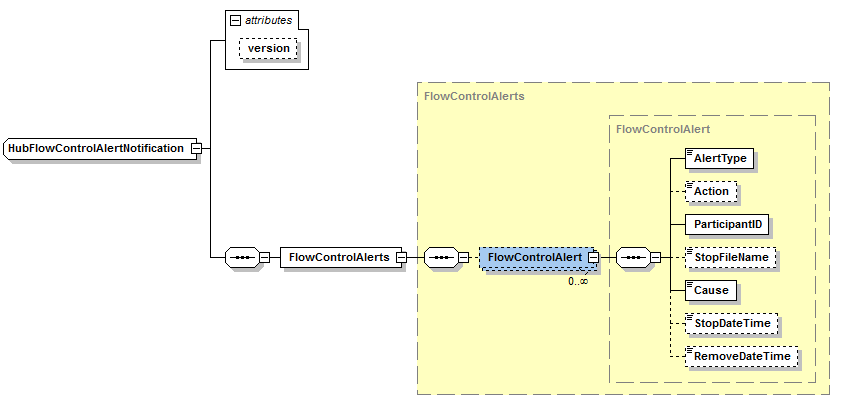 attributes
version
FlowControlAlerts
FlowControlAlert
HubFlowControlAlertNotification
AlertType
Action
ParticipantID
FlowControlAlerts
FlowControlAlert
StopFileName
0..∞
Cause
StopDateTime
RemoveDateTime